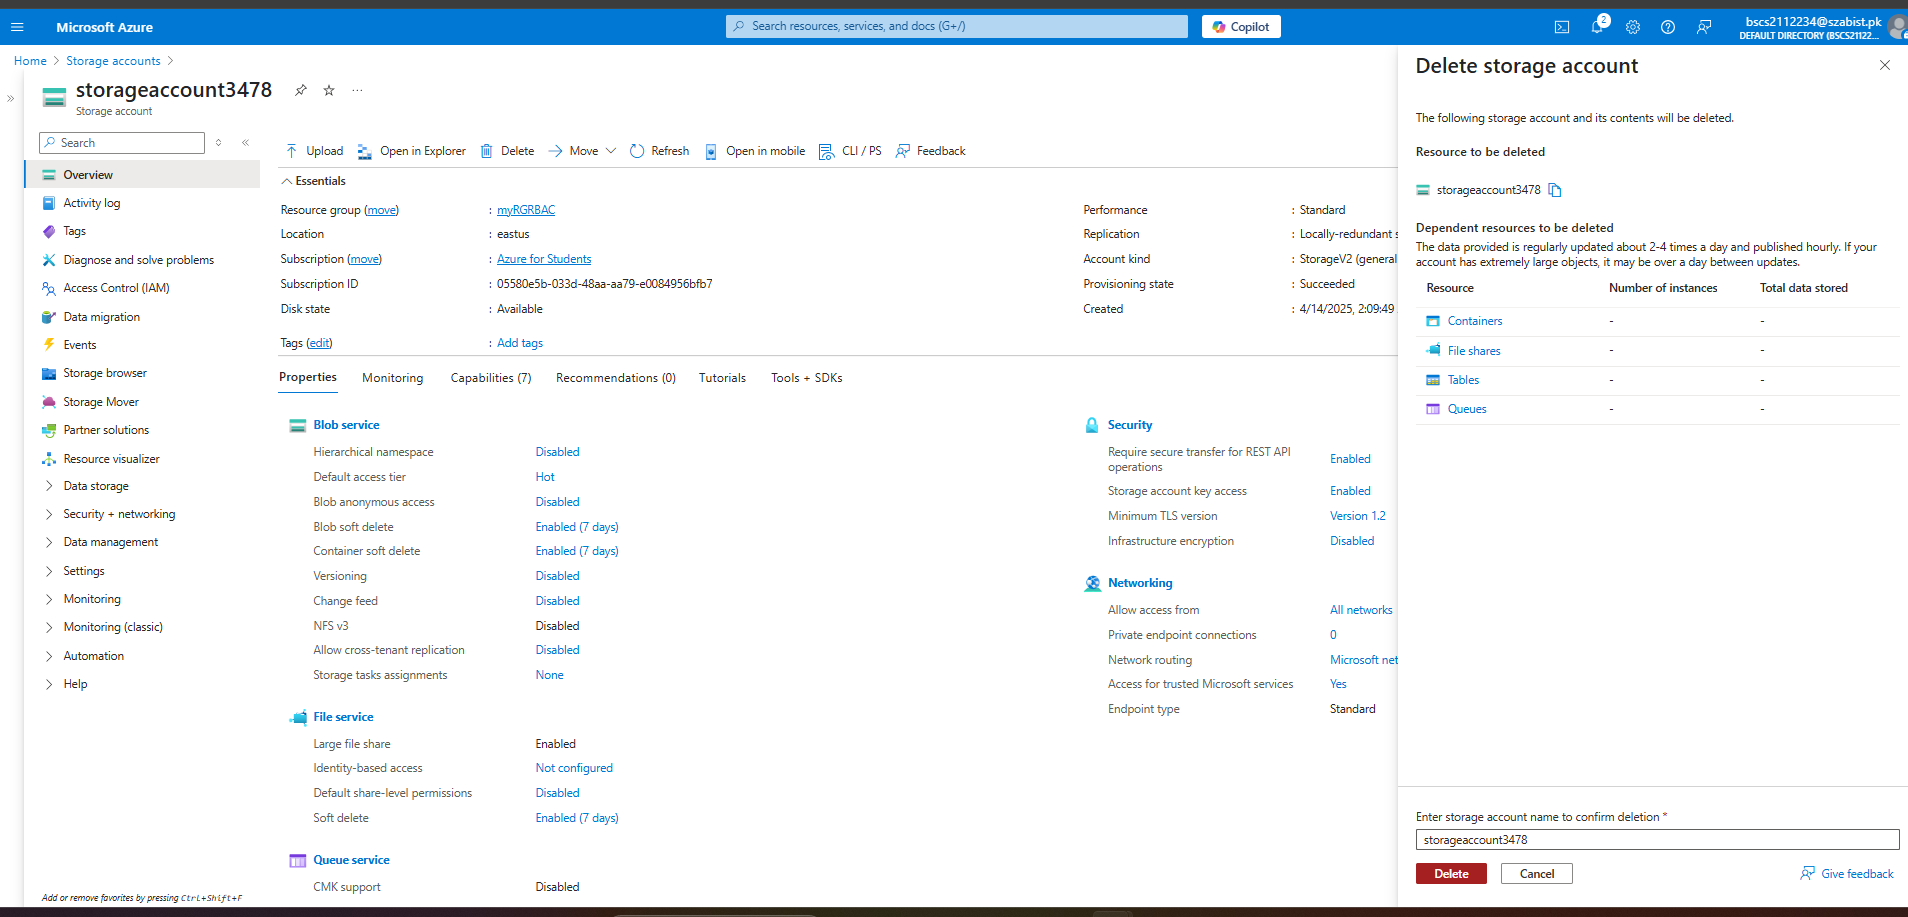 Microsoft Azure
Search resources, services, and docs (G+/)
Copilot
2
bscs2112234@szabist.pk
DEFAULT DIRECTORY (BSCS21122...
Home > Storage accounts >
storageaccount3478
Storage account
Search
Overview
Activity log
Tags
Diagnose and solve problems
Access Control (IAM)
Data migration
Events
Storage browser
Storage Mover
Partner solutions
Resource visualizer
Data storage
Security + networking
Data management
Settings
Monitoring
Monitoring (classic)
Automation
Help
Add or remove favorites by pressing Ctrl+Shift+F
Upload Open in Explorer Delete Move Refresh Open in mobile CLI / PS Feedback
Essentials
Resource group (move) : myRGRBAC
Location : eastus
Subscription (move) : Azure for Students
Subscription ID : 05580e5b-033d-48aa-aa79-e0084956bfb7
Disk state : Available
Tags (edit) : Add tags
Performance : Standard
Replication : Locally-redundant s
Account kind : StorageV2 (general
Provisioning state : Succeeded
Created : 4/14/2025, 2:09:49
Properties Monitoring Capabilities (7) Recommendations (0) Tutorials Tools + SDKs
Blob service
Hierarchical namespace Disabled
Default access tier Hot
Blob anonymous access Disabled
Blob soft delete Enabled (7 days)
Container soft delete Enabled (7 days)
Versioning Disabled
Change feed Disabled
NFS v3 Disabled
Allow cross-tenant replication Disabled
Storage tasks assignments None
File service
Large file share Enabled
Identity-based access Not configured
Default share-level permissions Disabled
Soft delete Enabled (7 days)
Queue service
CMK support Disabled
Security
Require secure transfer for REST API
operations Enabled
Storage account key access Enabled
Minimum TLS version Version 1.2
Infrastructure encryption Disabled
Networking
Allow access from All networks
Private endpoint connections 0
Network routing Microsoft net
Access for trusted Microsoft services Yes
Endpoint type Standard
Delete storage account
The following storage account and its contents will be deleted.
Resource to be deleted
storageaccount3478
Dependent resources to be deleted
The data provided is regularly updated about 2-4 times a day and published hourly. If your
account has extremely large objects, it may be over a day between updates.
Resource Number of instances Total data stored
Containers - -
File shares - -
Tables - -
Queues - -
Enter storage account name to confirm deletion *
storageaccount3478
Delete Cancel Give feedback